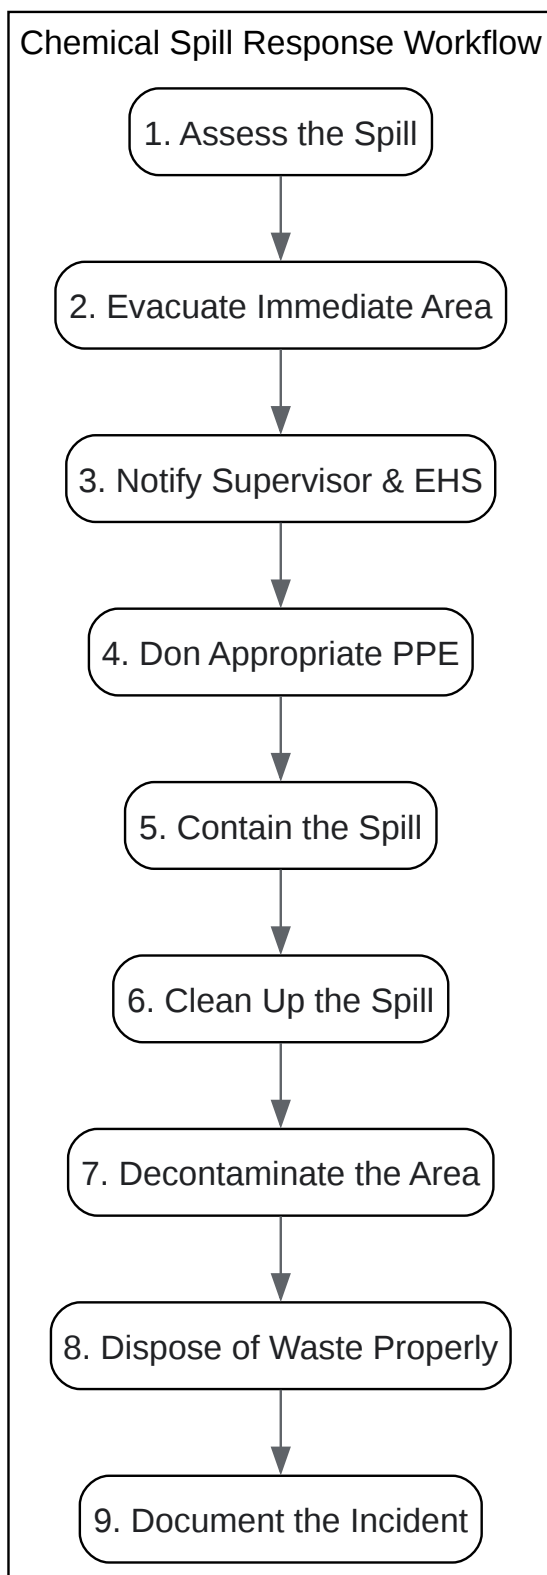 Chemical Spill Response Workflow
1. Assess the Spill
2. Evacuate Immediate Area
3. Notify Supervisor & EHS
4. Don Appropriate PPE
5. Contain the Spill
6. Clean Up the Spill
7. Decontaminate the Area
8. Dispose of Waste Properly
9. Document the Incident